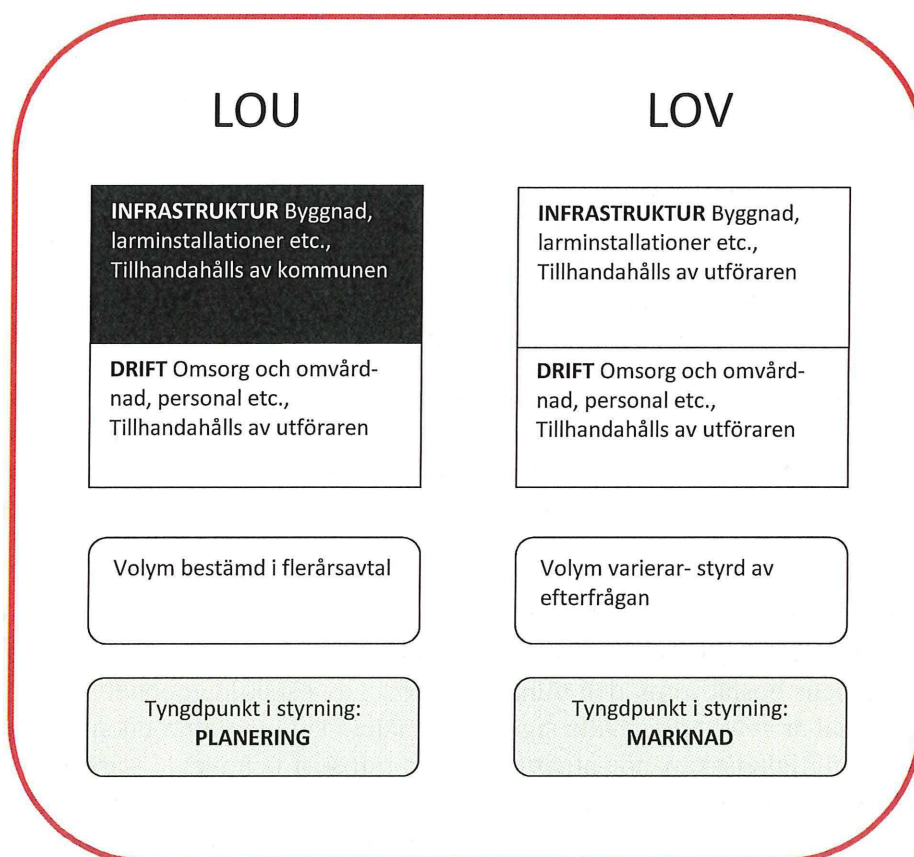 LOU
INFRASTRUKTUR Byggnad,
larminstallationer etc.,
Tillhandahålls av kommunen
DRIFT Omsorg och omvård-
nad, personal etc.,
Tillhandahålls av utföraren
Volym bestämd i flerårsavtal
Tyngdpunkt i styrning:
PLANERING
LOV
INFRASTRUKTUR Byggnad,
larminstallationer etc.,
Tillhandahålls av utföraren
DRIFT Omsorg och omvård-
nad, personal etc.,
Tillhandahålls av utföraren
Volym varierar- styrd av
efterfrågan
Tyngdpunkt i styrning:
MARKNAD